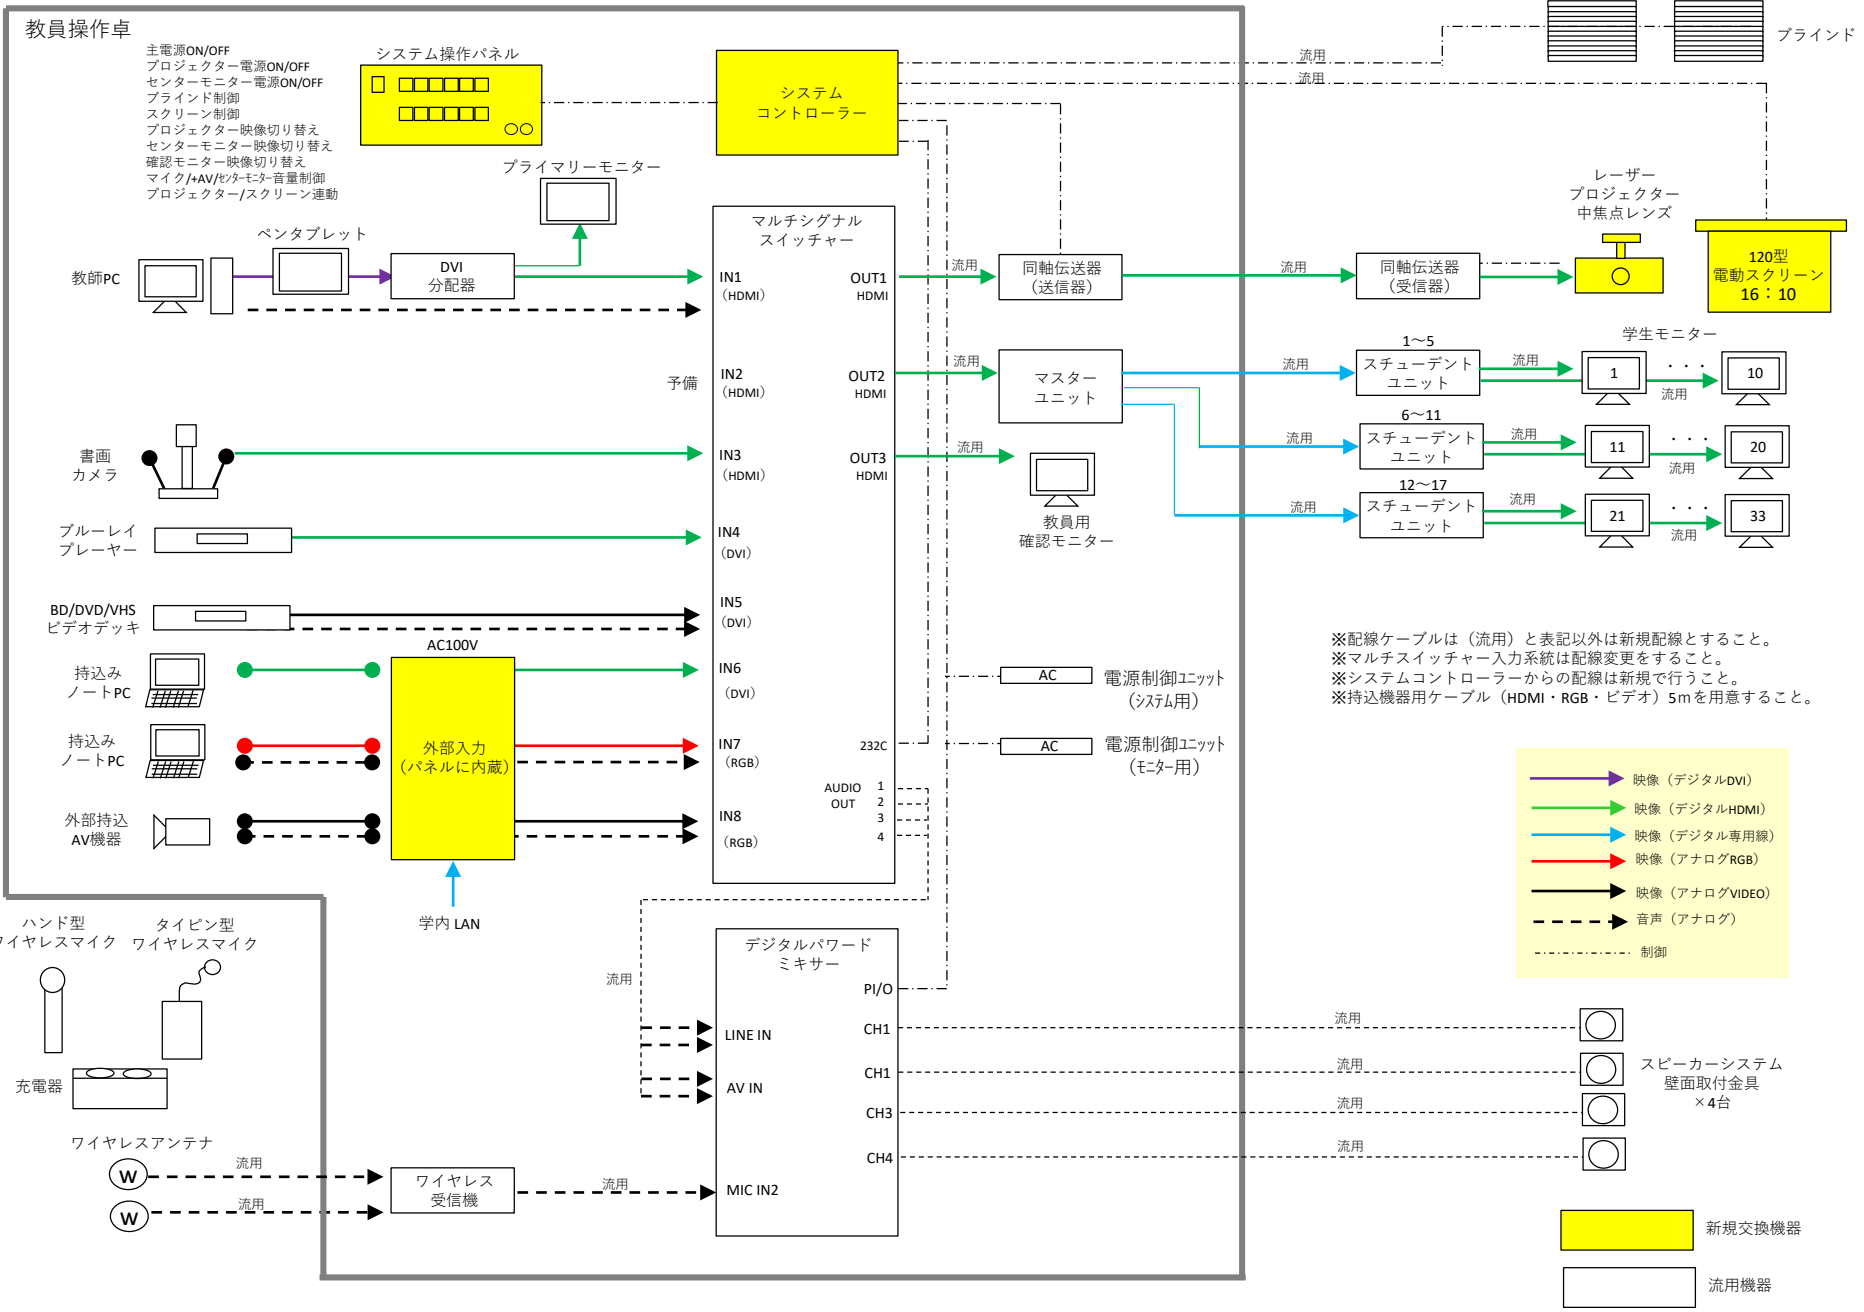 教員操作卓
主電源ON/OFF
プロジェクター電源ON/OFF
センターモニター電源ON/OFF
ブラインド制御
スクリーン制御
プロジェクター映像切り替え
センターモニター映像切り替え
確認モニター映像切り替え
マイク/+AV/ｾﾝﾀｰﾓﾆﾀｰ音量制御
プロジェクター/スクリーン連動
システム操作パネル
システム
コントローラー
流用
流用
ブラインド
プライマリーモニター
ペンタブレット
教師PC
DVI
分配器
マルチシグナル
スイッチャー
IN1
（HDMI）
OUT1
HDMI
流用
同軸伝送器
（送信器）
流用
同軸伝送器
（受信器）
レーザー
プロジェクター
中焦点レンズ
120型
電動スクリーン
16：10
予備
IN2
（HDMI）
OUT2
HDMI
流用
マスター
ユニット
流用
1～5
スチューデント
ユニット
流用
学生モニター
1
・・・
10
流用
書画
カメラ
IN3
（HDMI）
OUT3
HDMI
流用
教員用
確認モニター
流用
6～11
スチューデント
ユニット
流用
11
・・・
20
流用
流用
12～17
スチューデント
ユニット
流用
21
・・・
33
流用
ブルーレイ
プレーヤー
IN4
（DVI）
BD/DVD/VHS
ビデオデッキ
IN5
（DVI）
AC100V
持込み
ノートPC
IN6
（DVI）
持込み
ノートPC
外部入力
（パネルに内蔵）
IN7
（RGB）
232C
外部持込
AV機器
IN8
（RGB）
AUDIO
OUT
1
2
3
4
学内 LAN
AC
電源制御ﾕﾆｯﾄ
（ｼｽﾃﾑ用）
AC
電源制御ﾕﾆｯﾄ
（ﾓﾆﾀｰ用）
※配線ケーブルは（流用）と表記以外は新規配線とすること。
※マルチスイッチャー入力系統は配線変更をすること。
※システムコントローラーからの配線は新規で行うこと。
※持込機器用ケーブル（HDMI・RGB・ビデオ）5ｍを用意すること。
映像（デジタルDVI）
映像（デジタルHDMI）
映像（デジタル専用線）
映像（アナログRGB）
映像（アナログVIDEO）
音声（アナログ）
制御
ハンド型
ワイヤレスマイク
タイピン型
ワイヤレスマイク
充電器
ワイヤレスアンテナ
W
流用
W
流用
ワイヤレス
受信機
流用
流用
デジタルパワード
ミキサー
PI/O
LINE IN
AV IN
MIC IN2
CH1
流用
CH1
流用
CH3
流用
CH4
流用
スピーカーシステム
壁面取付金具
×4台
新規交換機器
流用機器